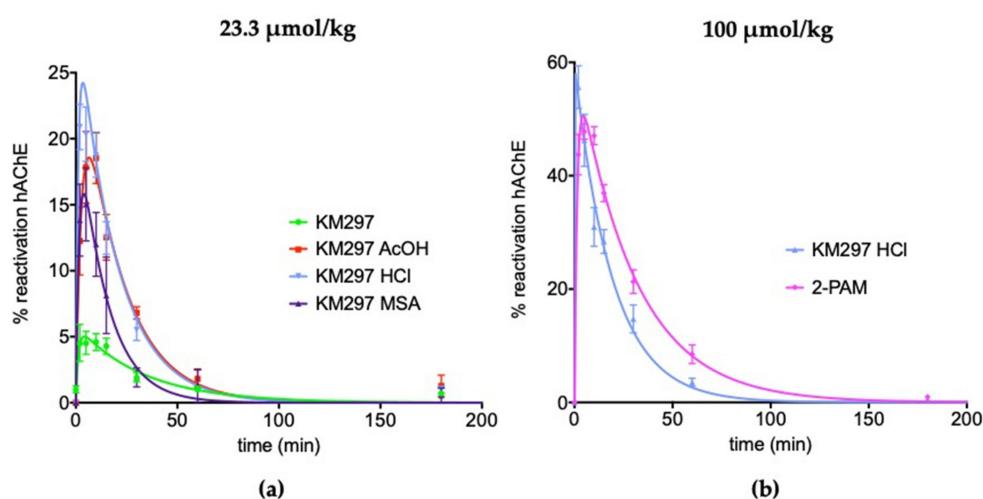 23.3 μmol/kg
% reactivation hAChE
25
20
15
10
5
0
0
50
100
150
200
time (min)
KM297
KM297 AcOH
KM297 HCl
KM297 MSA
(a)
100 μmol/kg
% reactivation hAChE
60
40
20
0
0
50
100
150
200
time (min)
KM297 HCl
2-PAM
(b)